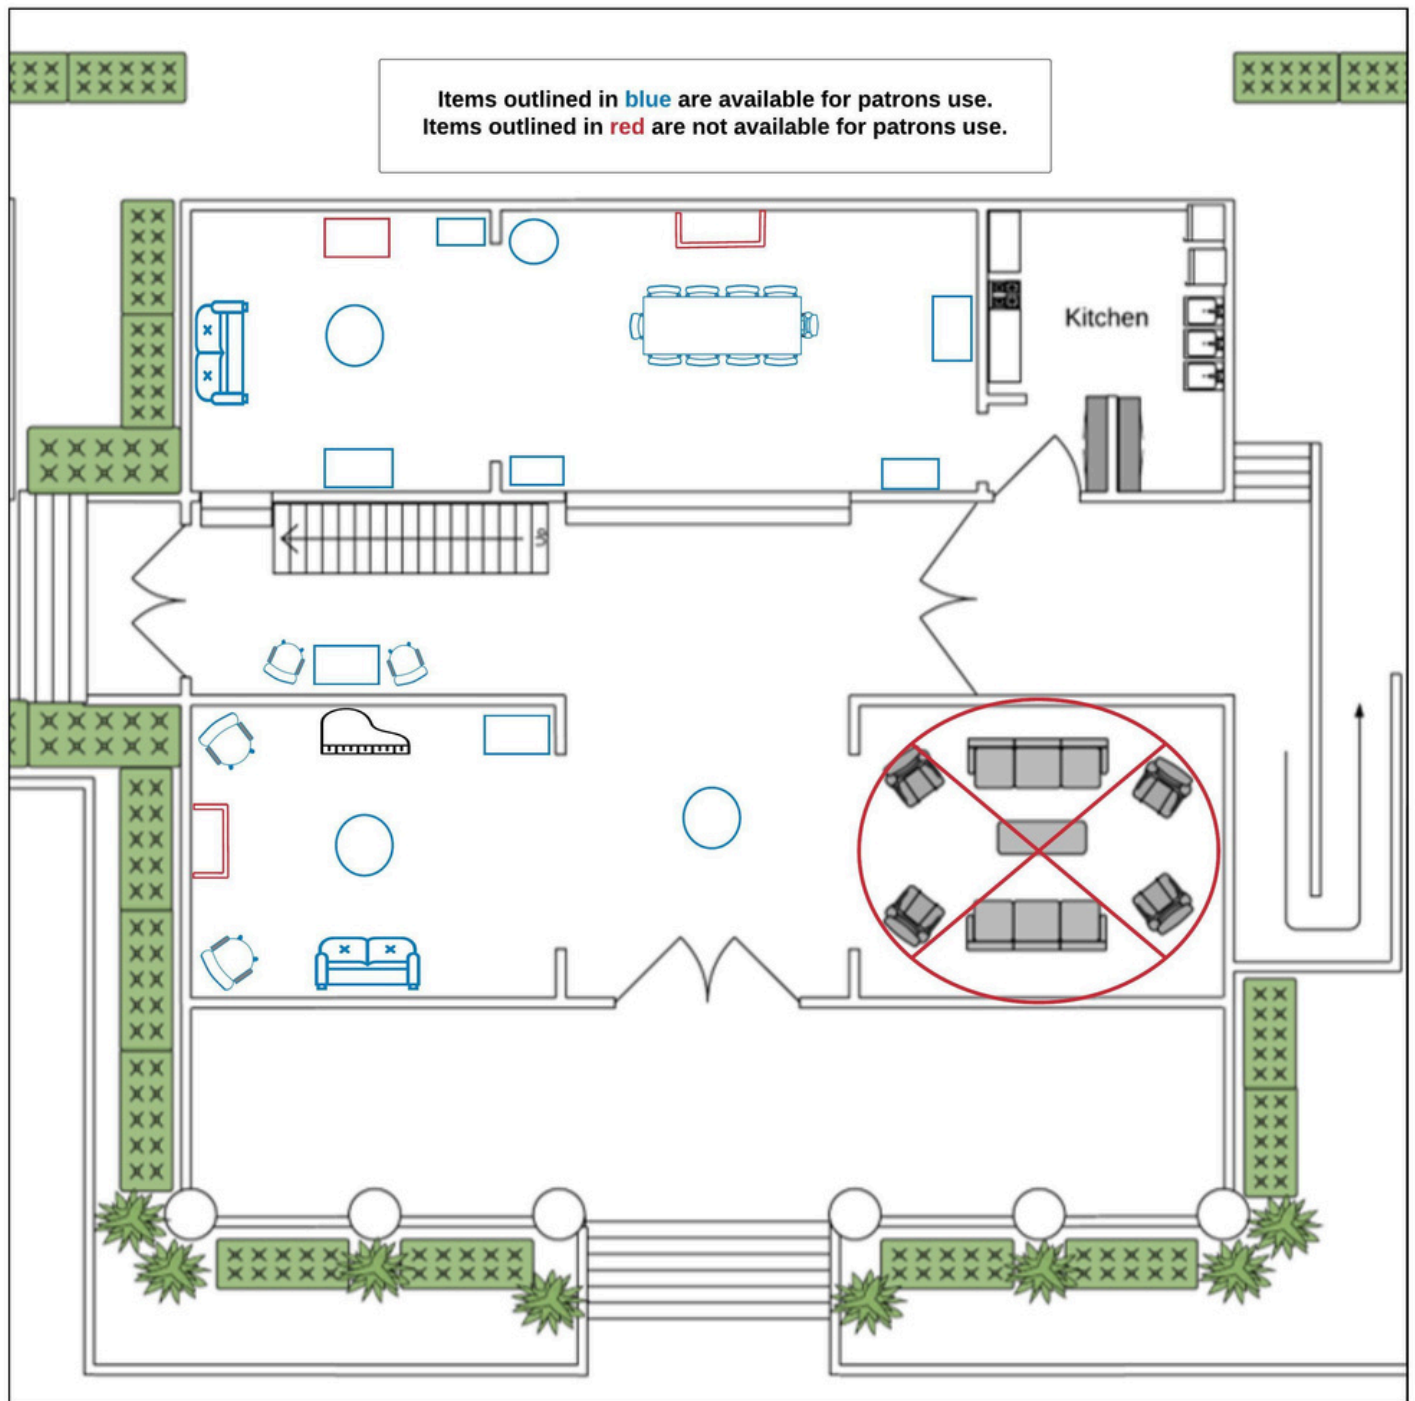 Items outlined in blue are available for patrons use.
Items outlined in red are not available for patrons use.
Kitchen
Up